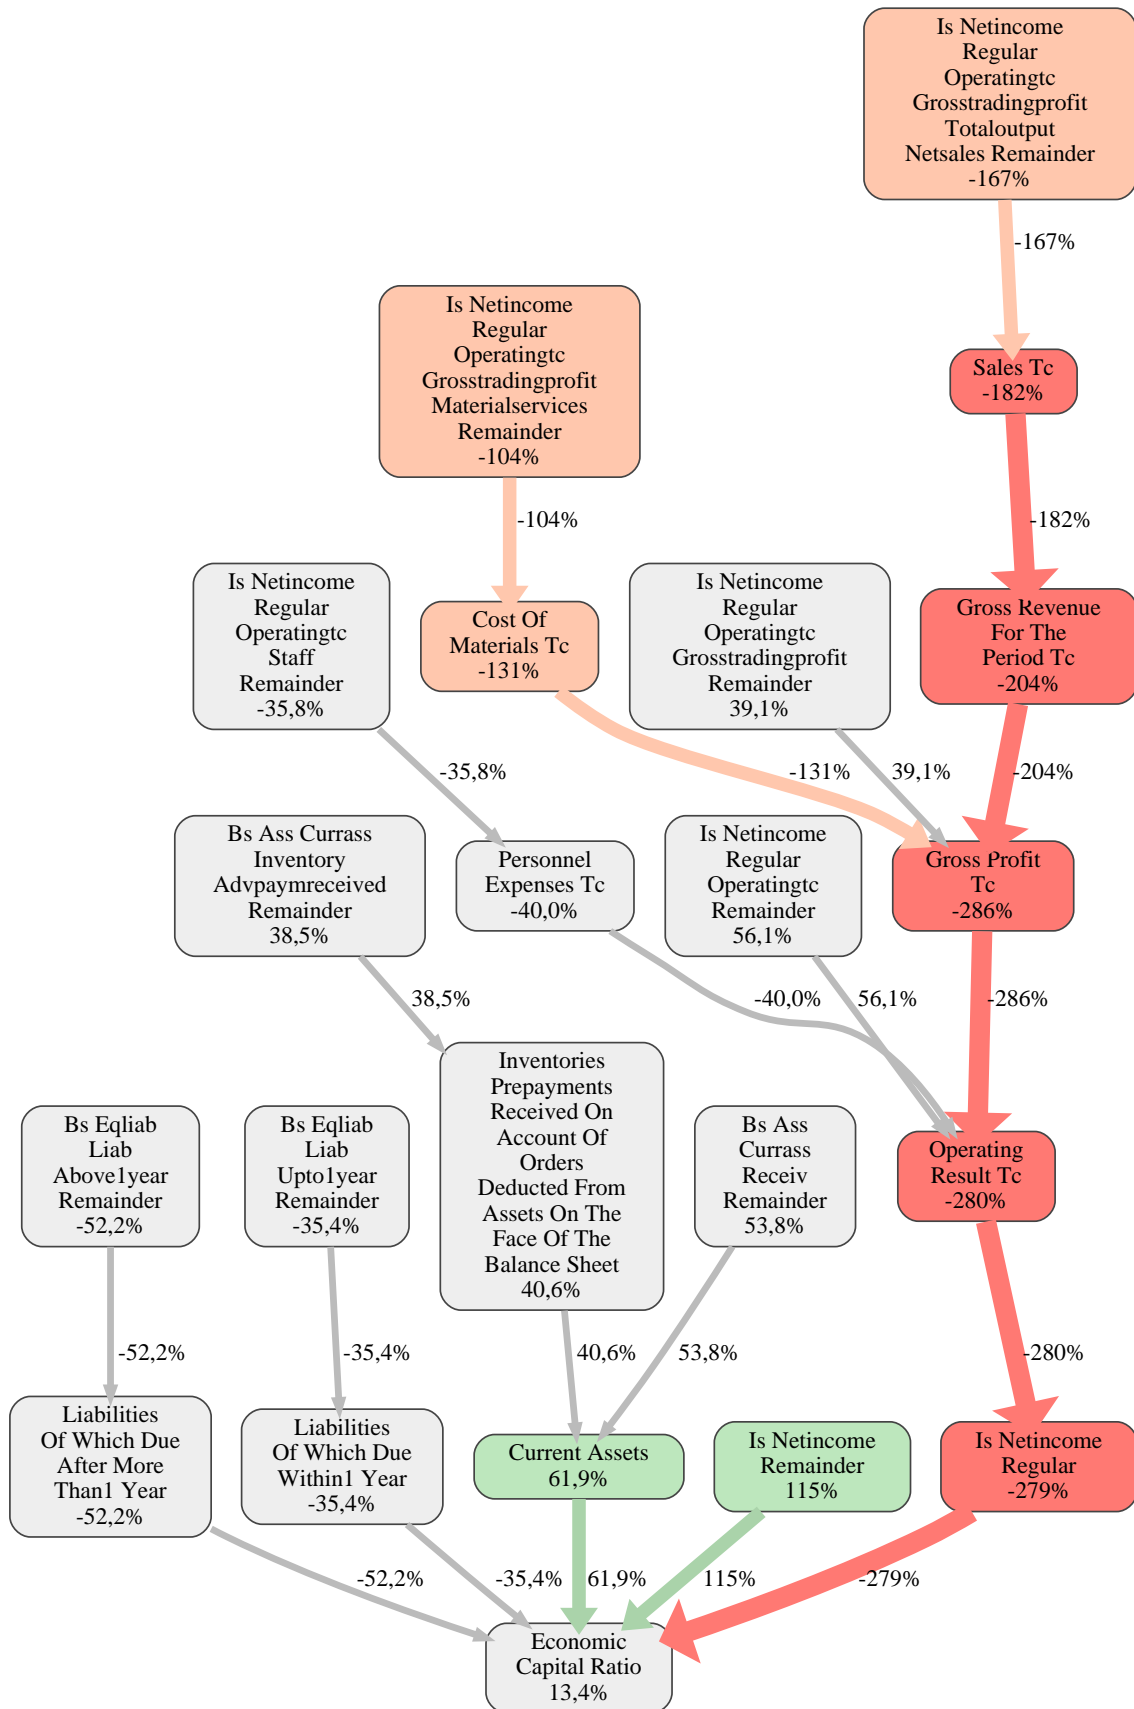 Is Netincome
Regular
Operatingtc
Grosstradingprofit
Totaloutput
Netsales Remainder
-167%
-167%
Is Netincome
Regular
Operatingtc
Grosstradingprofit
Materialservices
Remainder
-104%
Sales Tc
-182%
-104%
-182%
Is Netincome
Regular
Operatingtc
Staff
Remainder
-35,8%
Cost Of
Materials Tc
-131%
Is Netincome
Regular
Operatingtc
Grosstradingprofit
Remainder
39,1%
Gross Revenue
For The
Period Tc
-204%
-35,8%
-131%
39,1%
-204%
Bs Ass Currass
Inventory
Advpaymreceived
Remainder
38,5%
Personnel
Expenses Tc
-40,0%
Is Netincome
Regular
Operatingtc
Remainder
56,1%
Gross Profit
Tc
-286%
38,5%
-40,0%
56,1%
-286%
Bs Eqliab
Liab
Above1year
Remainder
-52,2%
Bs Eqliab
Liab
Upto1year
Remainder
-35,4%
Inventories
Prepayments
Received On
Account Of
Orders
Deducted From
Assets On The
Face Of The
Balance Sheet
40,6%
Bs Ass
Currass
Receiv
Remainder
53,8%
Operating
Result Tc
-280%
-52,2%
-35,4%
40,6%
53,8%
-280%
Liabilities
Of Which Due
After More
Than1 Year
-52,2%
Liabilities
Of Which Due
Within1 Year
-35,4%
Current Assets
61,9%
Is Netincome
Remainder
115%
Is Netincome
Regular
-279%
-52,2%
-35,4%
61,9%
115%
-279%
Economic
Capital Ratio
13,4%